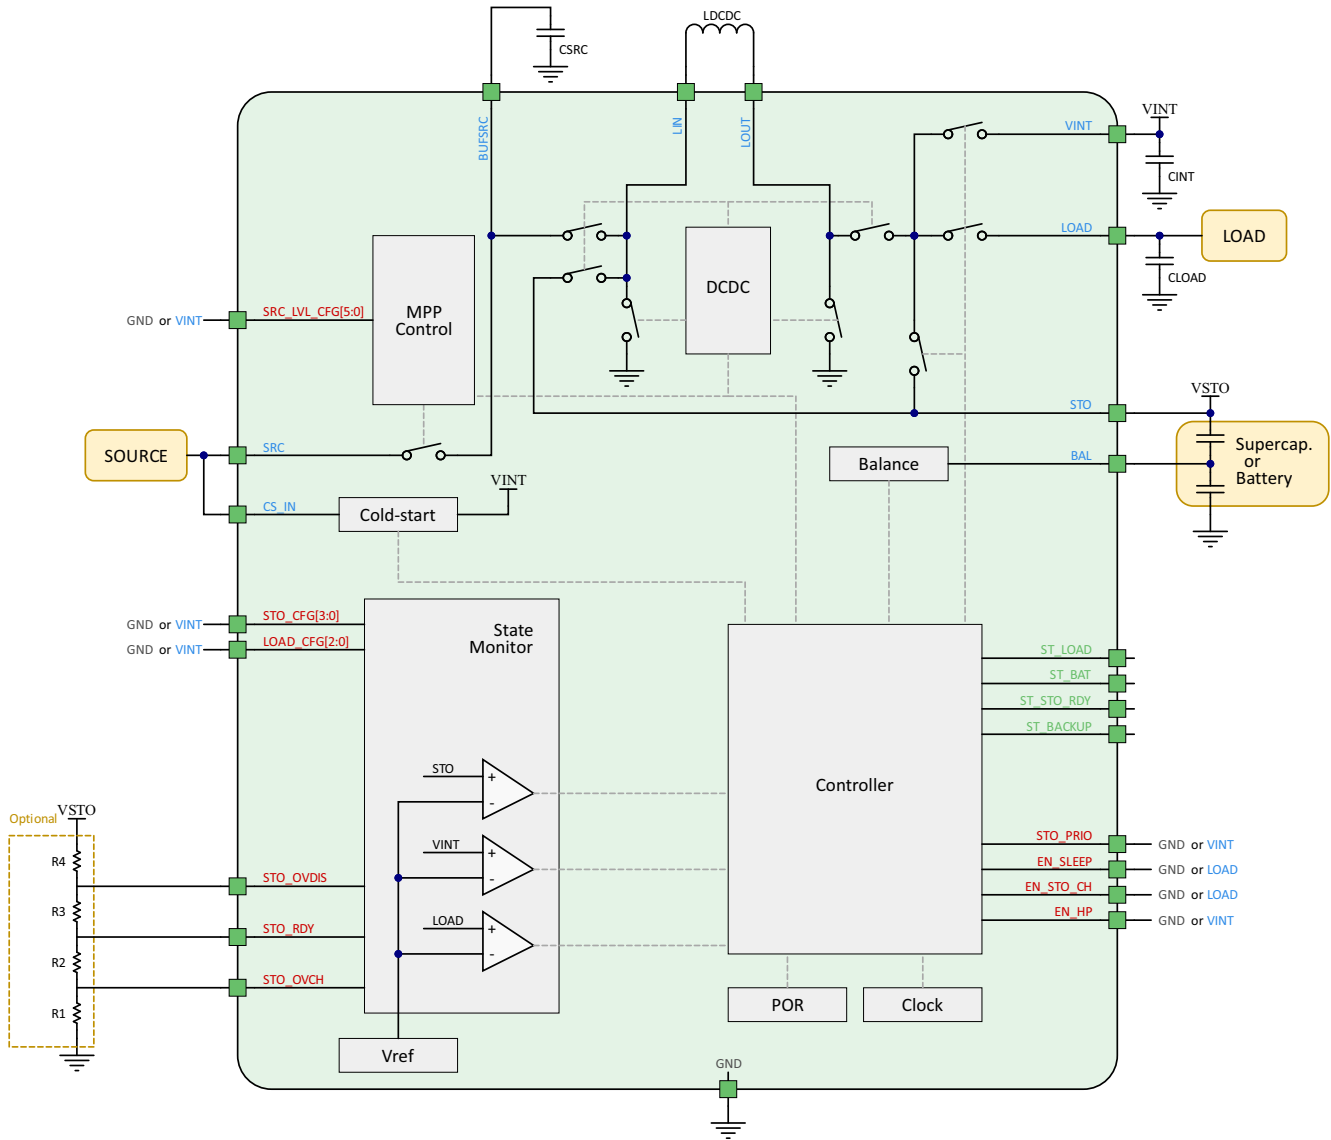 LDCDC
CSRC
BUFSRC
LIN
LOUT
VINT
VINT
CINT
LOAD
LOAD
CLOAD
MPP
Control
DCDC
GND or VINT
SRC_LVL_CFG[5:0]
VSTO
STO
SOURCE
SRC
Balance
BAL
Supercap.
or
Battery
VINT
CS_IN
Cold-start
GND or VINT
STO_CFG[3:0]
GND or VINT
LOAD_CFG[2:0]
State
Monitor
ST_LOAD
ST_BAT
ST_STO_RDY
ST_BACKUP
STO
+
-
Controller
Optional
VSTO
VINT
+
-
STO_PRIO
GND or VINT
EN_SLEEP
GND or LOAD
EN_STO_CH
GND or LOAD
EN_HP
GND or VINT
R4
STO_OVDIS
R3
LOAD
+
-
STO_RDY
R2
STO_OVCH
R1
POR
Clock
Vref
GND